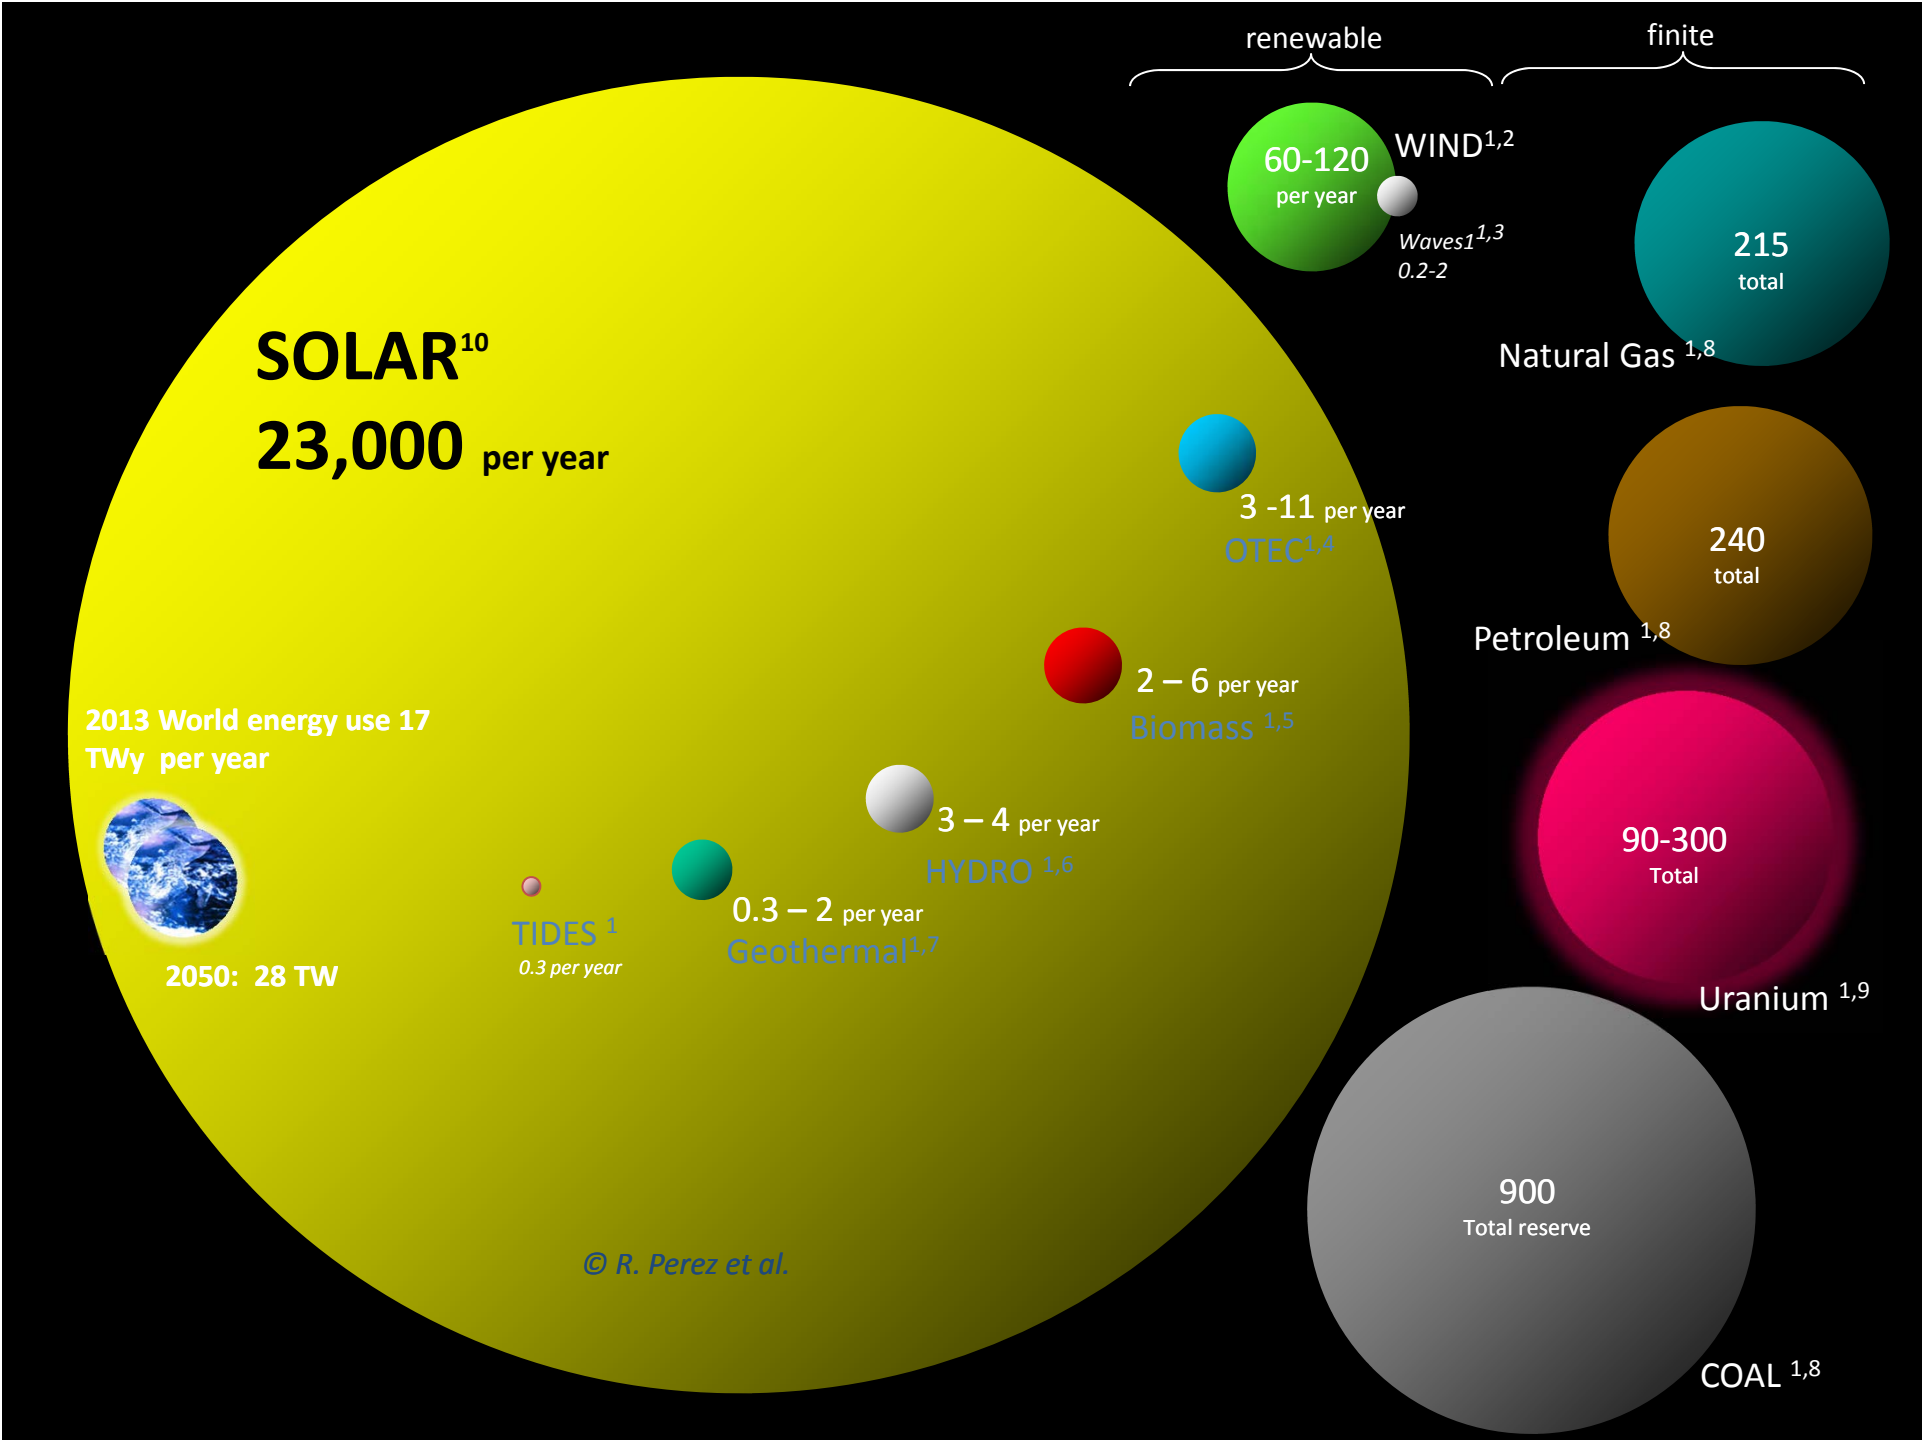 renewable
finite
60-120
per year
WIND1,2
Waves11,3
0.2-2
215
total
Natural Gas 1,8
SOLAR10
23,000 per year
3 -11 per year
OTEC1,4
240
total
Petroleum 1,8
2 – 6 per year
Biomass 1,5
2013 World energy use 17
TWy per year
3 – 4 per year
HYDRO 1,6
90-300
Total
Uranium 1,9
0.3 – 2 per year
Geothermal1,7
TIDES 1
0.3 per year
2050: 28 TW
900
Total reserve
COAL 1,8
© R. Perez et al.